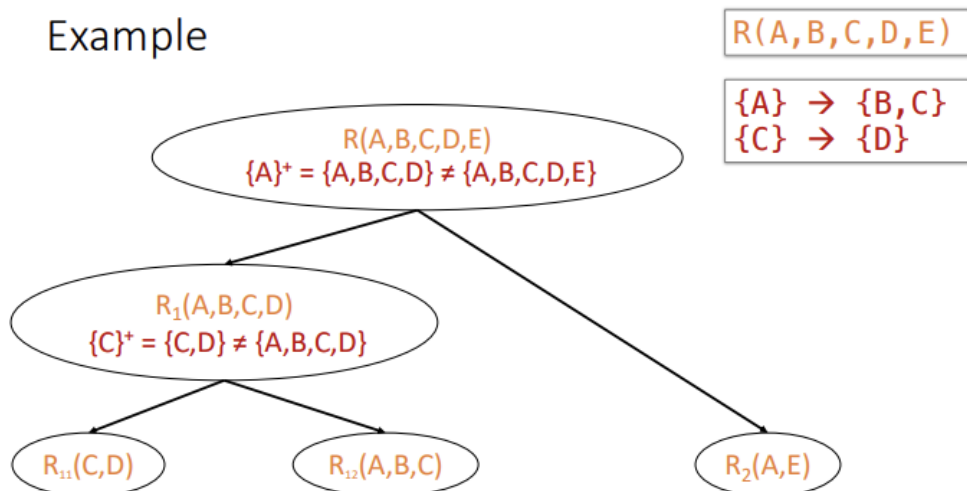 Example
R(A,B,C,D,E)
{A} → {B,C}
{C} → {D}
R(A,B,C,D,E)
{A}⁺ = {A,B,C,D} ≠ {A,B,C,D,E}
R₁(A,B,C,D)
{C}⁺ = {C,D} ≠ {A,B,C,D}
R₁₁(C,D)
R₁₂(A,B,C)
R₂(A,E)